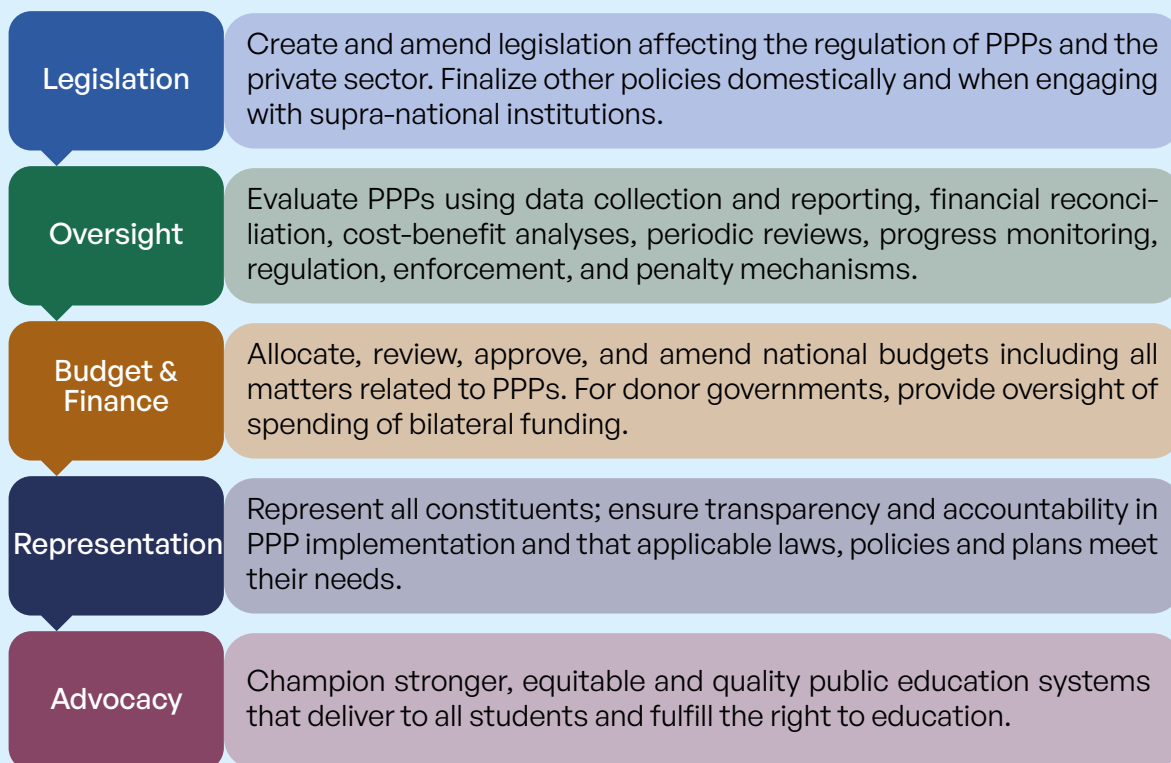 Legislation
Create and amend legislation affecting the regulation of PPPs and the
private sector. Finalize other policies domestically and when engaging
with supra-national institutions.
Oversight
Evaluate PPPs using data collection and reporting, financial reconci-
liation, cost-benefit analyses, periodic reviews, progress monitoring,
regulation, enforcement, and penalty mechanisms.
Budget &
Finance
Allocate, review, approve, and amend national budgets including all
matters related to PPPs. For donor governments, provide oversight of
spending of bilateral funding.
Representation
Represent all constituents; ensure transparency and accountability in
PPP implementation and that applicable laws, policies and plans meet
their needs.
Advocacy
Champion stronger, equitable and quality public education systems
that deliver to all students and fulfill the right to education.